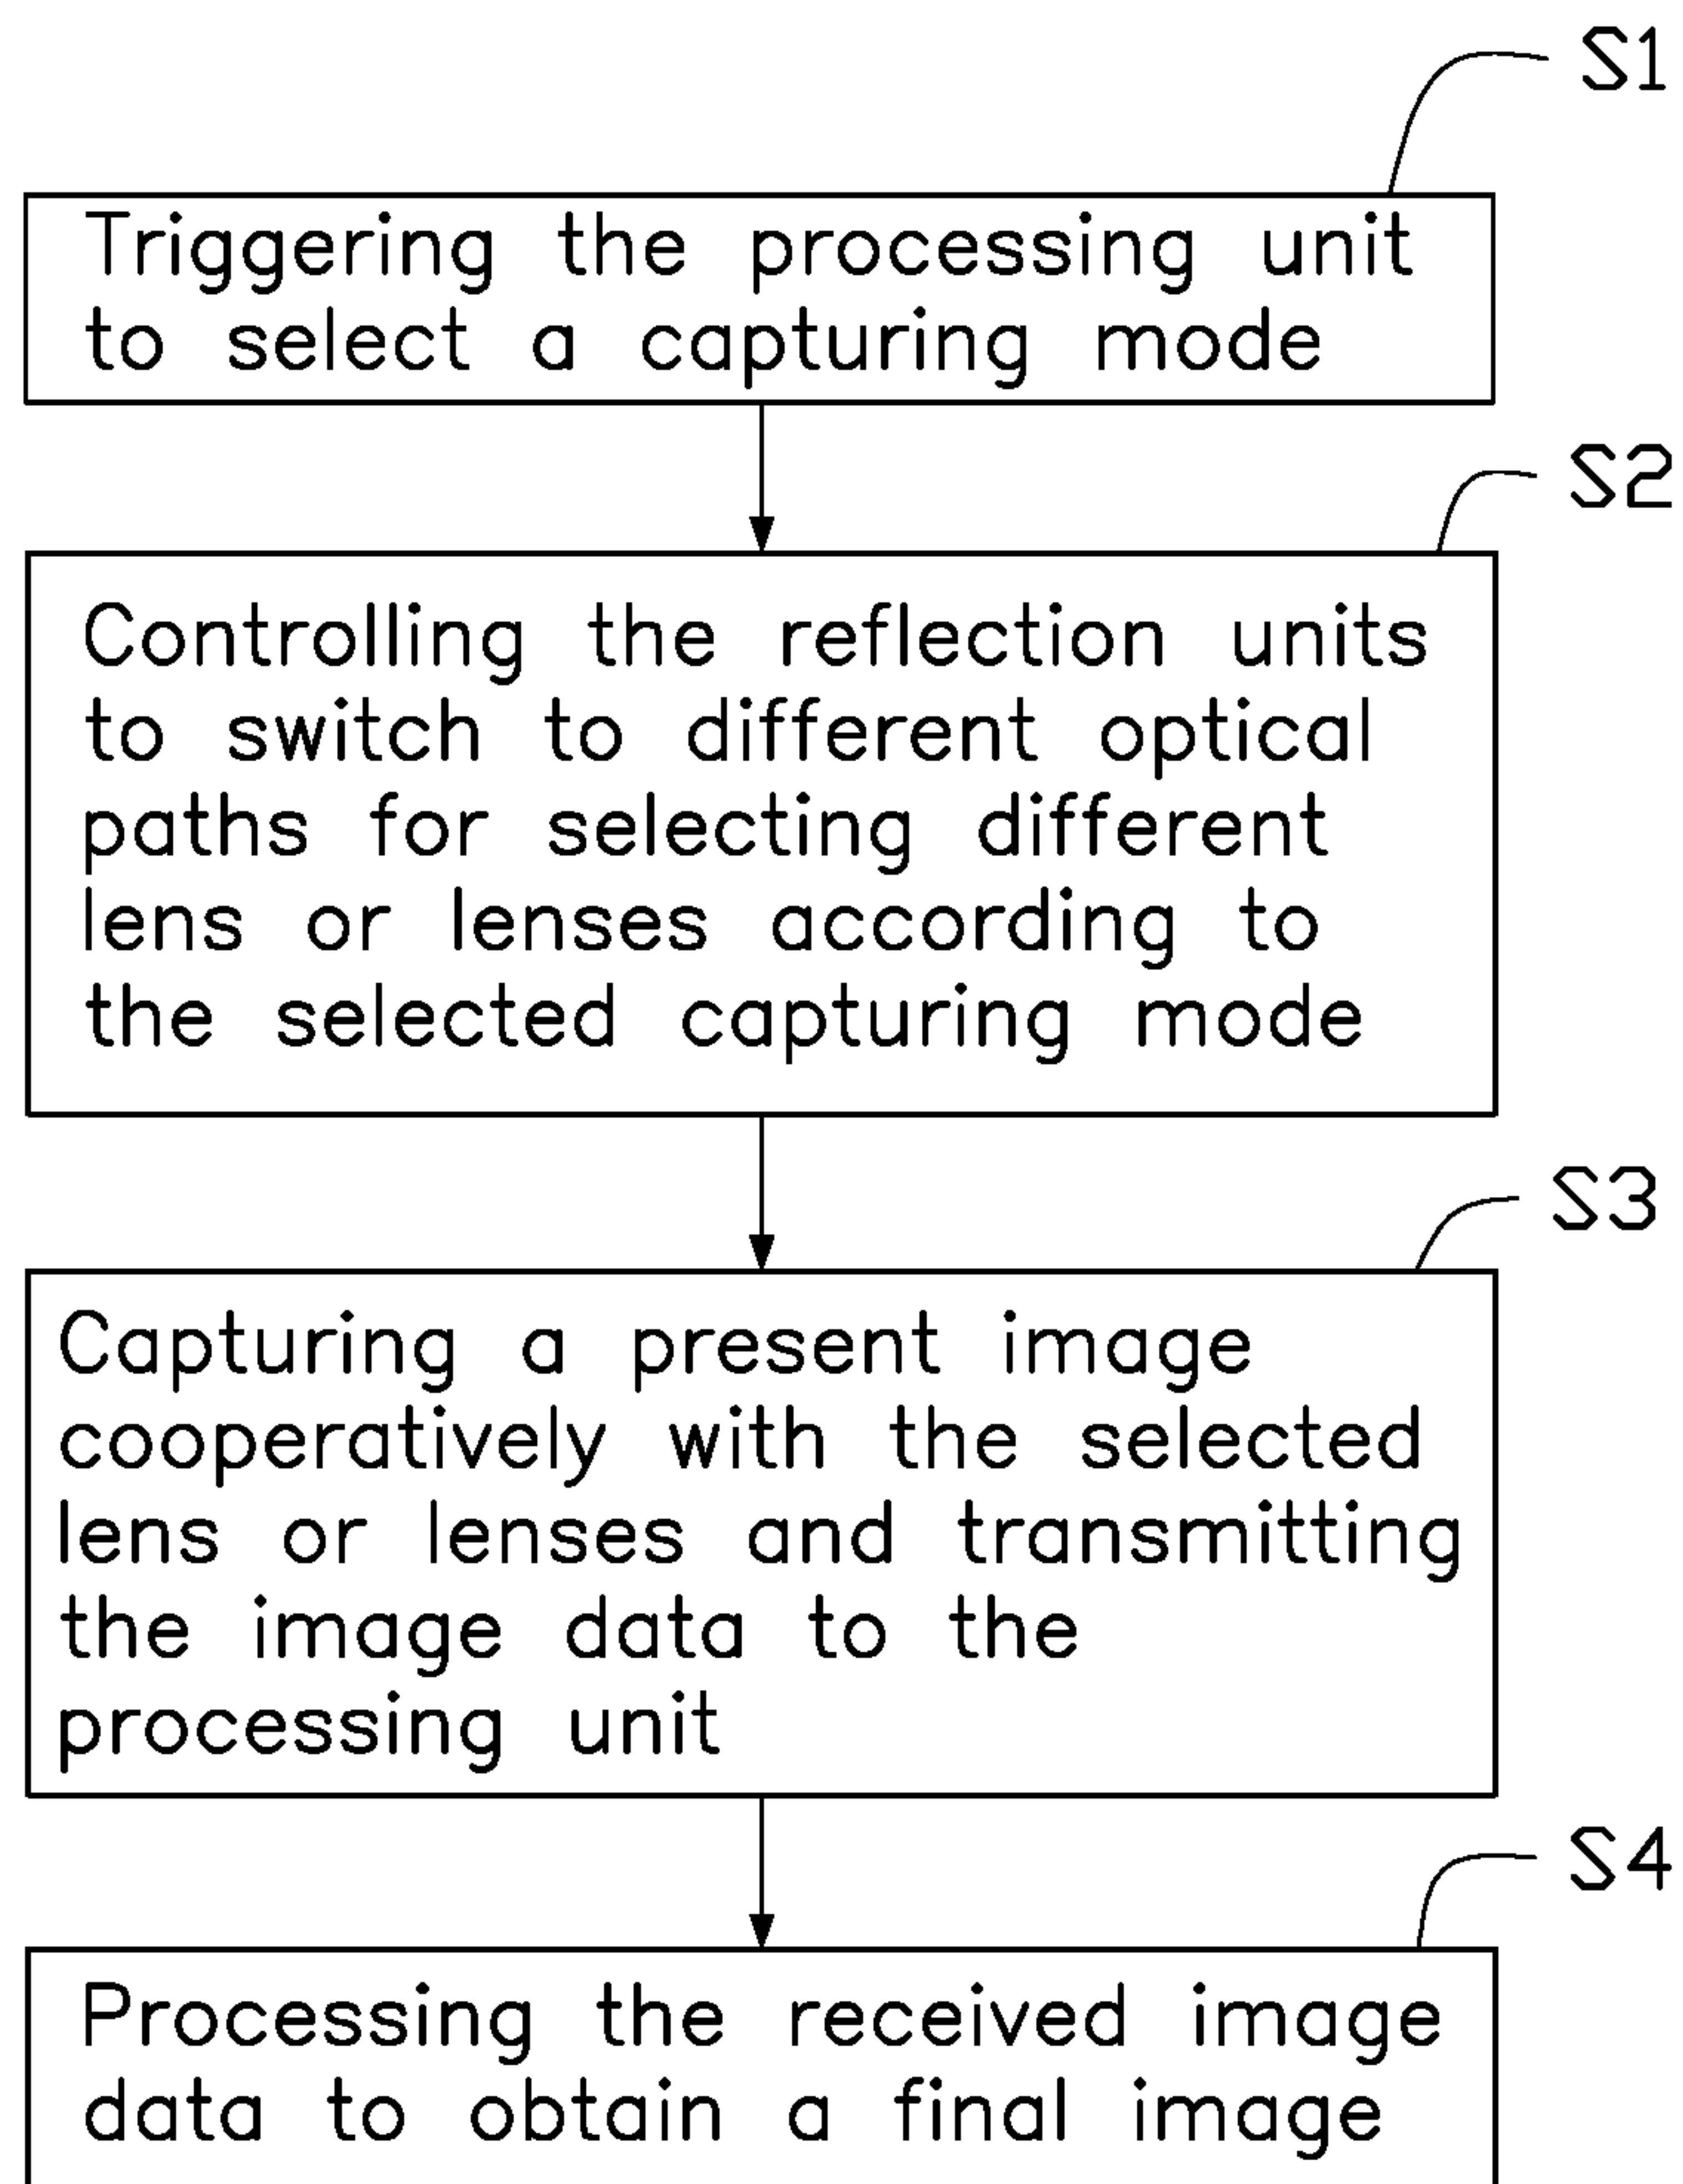 S1
Triggering the processing unit
to select a capturing mode
S2
Controlling the reflection units
to switch to different optical
paths for selecting different
lens or lenses according to
the selected capturing mode
S3
Capturing a present image
cooperatively with the selected
lens or lenses and transmitting
the image data to the
processing unit
S4
Processing the received image
data to obtain a final image